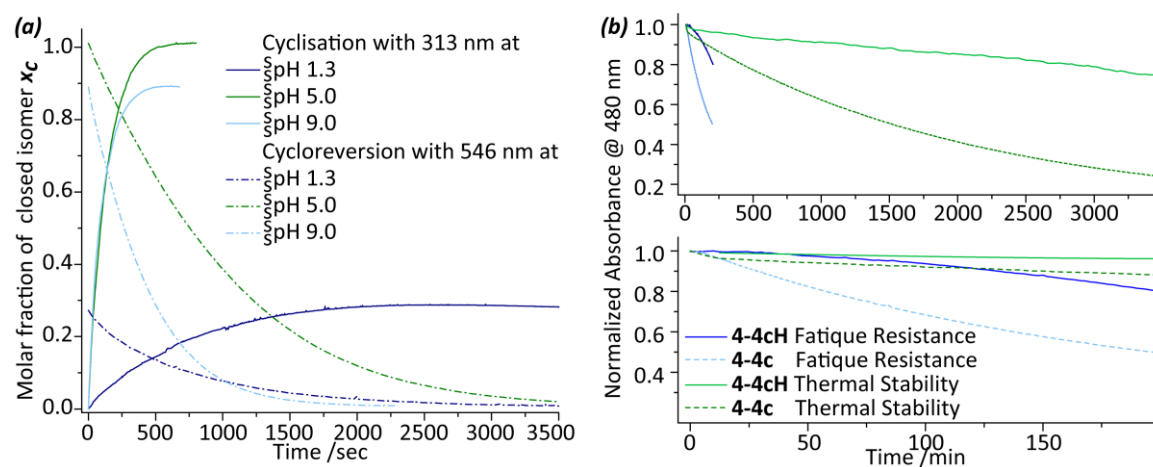 (a)
Molar fraction of closed isomer xC
1.0
0.8
0.6
0.4
0.2
0.0
0 500 1000 1500 2000 2500 3000 3500
Time /sec
Cyclisation with 313 nm at
§pH 1.3
§pH 5.0
§pH 9.0
Cycloreversion with 546 nm at
§pH 1.3
§pH 5.0
§pH 9.0
(b)
Normalized Absorbance @ 480 nm
1.0
0.8
0.6
0.4
0.2
0 500 1000 1500 2000 2500 3000
1.0
0.8
0.6
0.4
4-4cH Fatique Resistance
4-4c Fatique Resistance
4-4cH Thermal Stability
4-4c Thermal Stability
0 50 100 150
Time /min